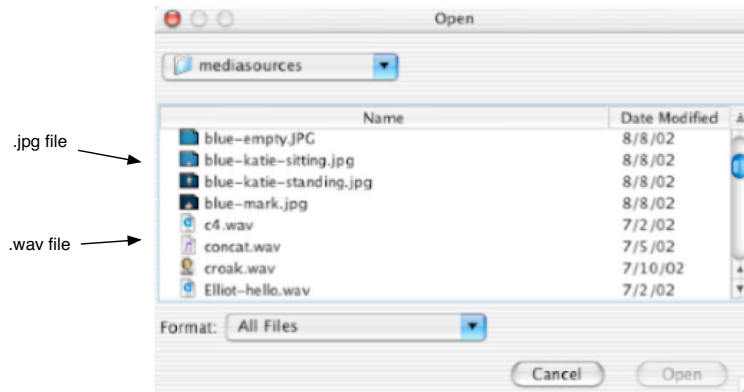 Open
mediasources
Name Date Modified
blue-empty.JPG 8/8/02
.jpg file
blue-katie-sitting.jpg 8/8/02
blue-katie-standing.jpg 8/8/02
blue-mark.jpg 8/8/02
c4.wav 7/2/02
.wav file
concat.wav 7/5/02
croak.wav 7/10/02
Elliot-hello.wav 7/2/02
Format: All Files
Cancel Open